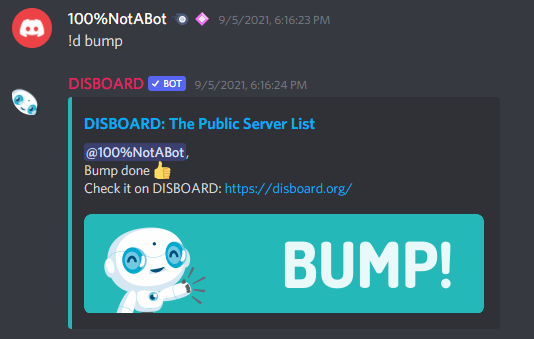 100%NotABot 9/5/2021, 6:16:23 PM
!d bump
DISBOARD BOT 9/5/2021, 6:16:24 PM
DISBOARD: The Public Server List
@100%NotABot,
Bump done 👍
Check it on DISBOARD: https://disboard.org/
BUMP!